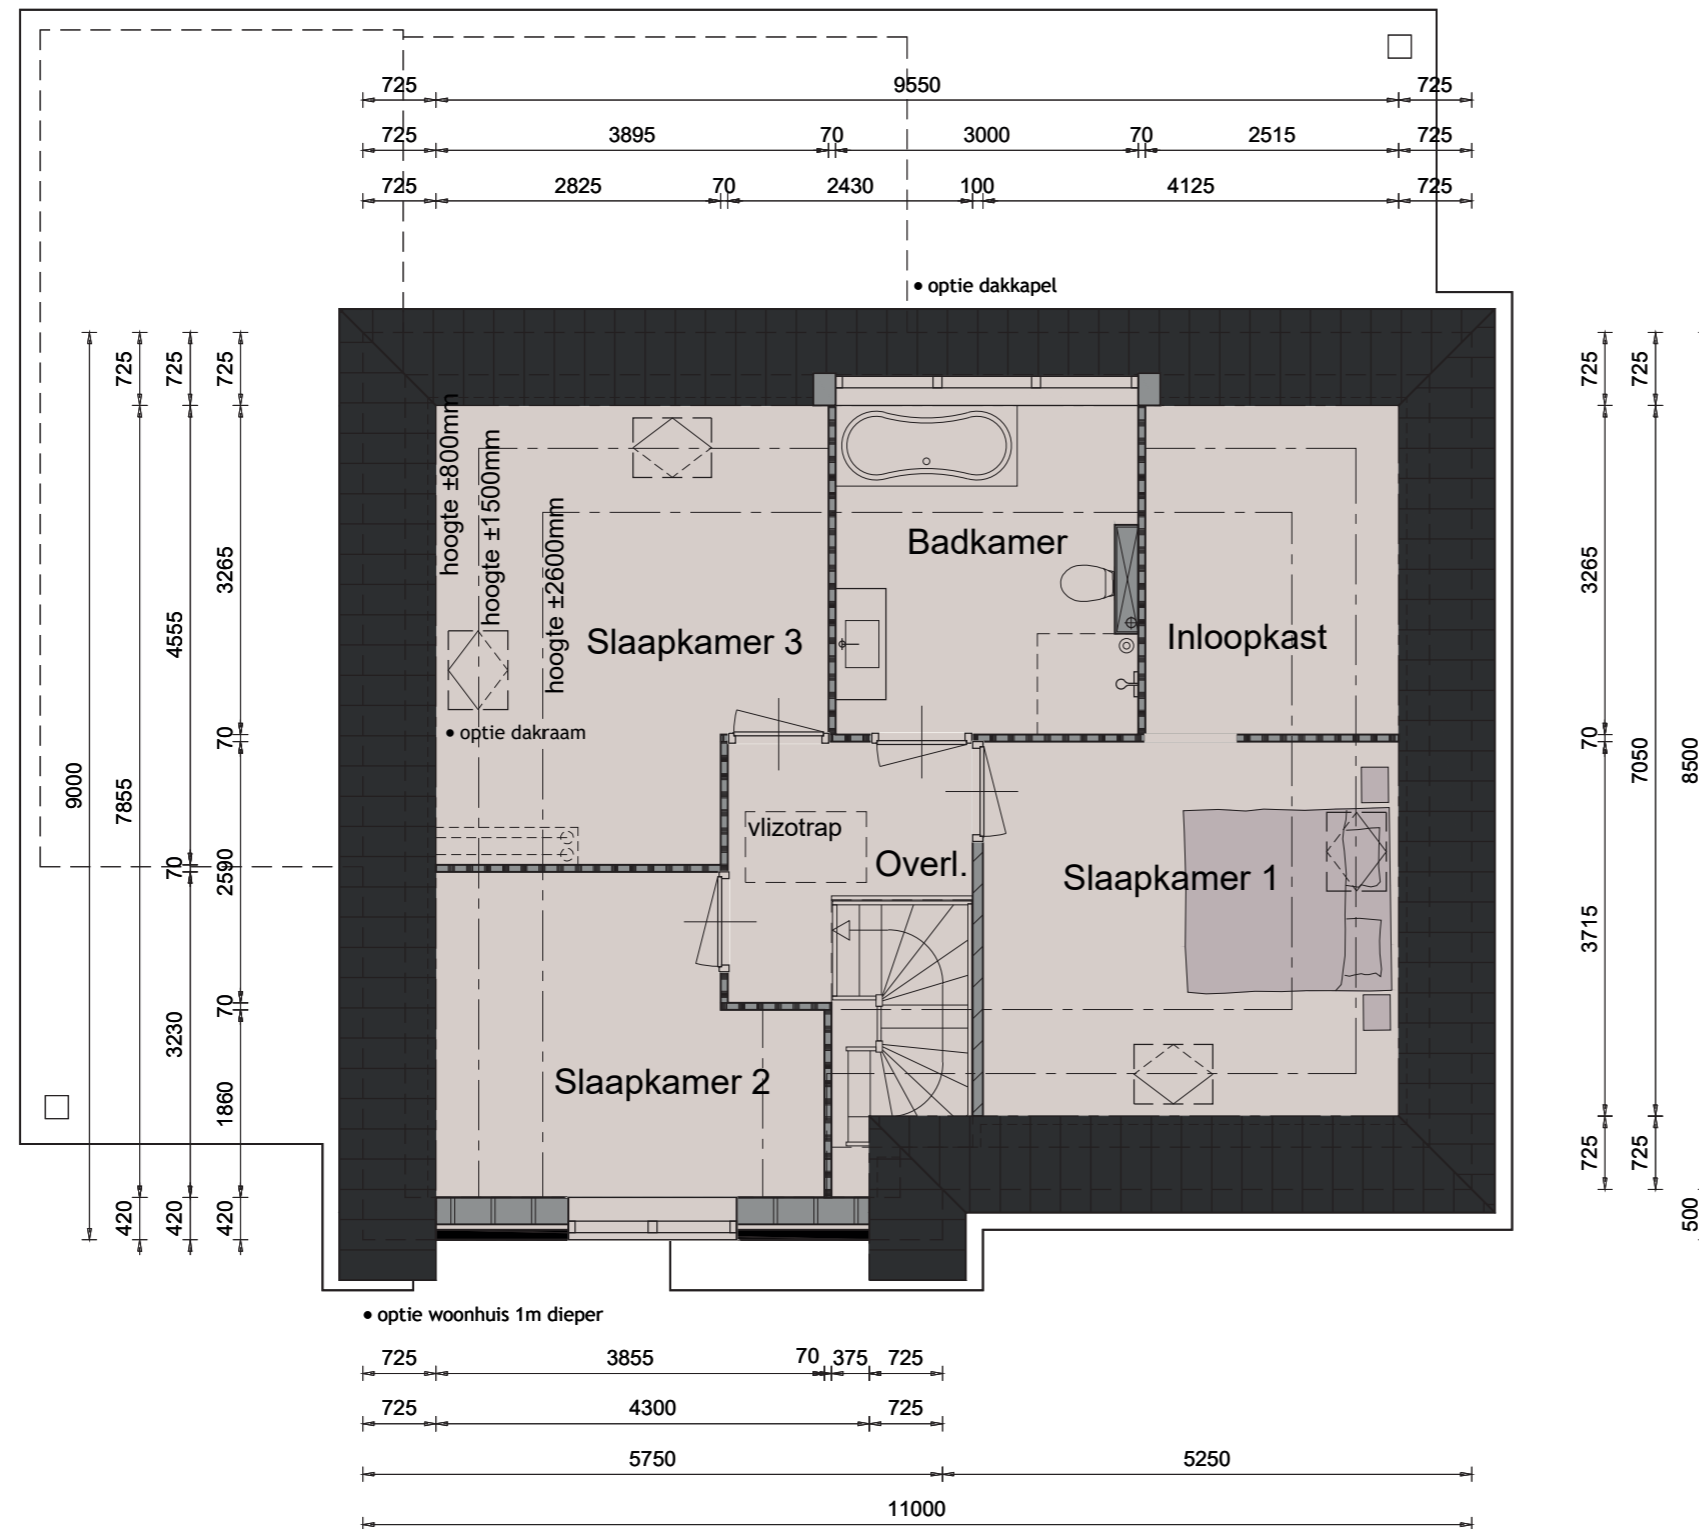 725 9550 725
725 3895 70 3000 70 2515 725
725 2825 70 2430 100 4125 725
• optie dakkapel
725
725
725
725
725
hoogte ±800mm
hoogte ±1500mm
hoogte ±2600mm
Badkamer
Slaapkamer 3
Inloopkast
• optie dakraam
3265
4555
3265
70
70
9000
7855
7050
8500
vlizotrap
Overl.
Slaapkamer 1
70
2590
3715
70
3230
Slaapkamer 2
1860
725
725
420
420
420
500
• optie woonhuis 1m dieper
725 3855 70 375 725
725 4300 725
5750 5250
11000